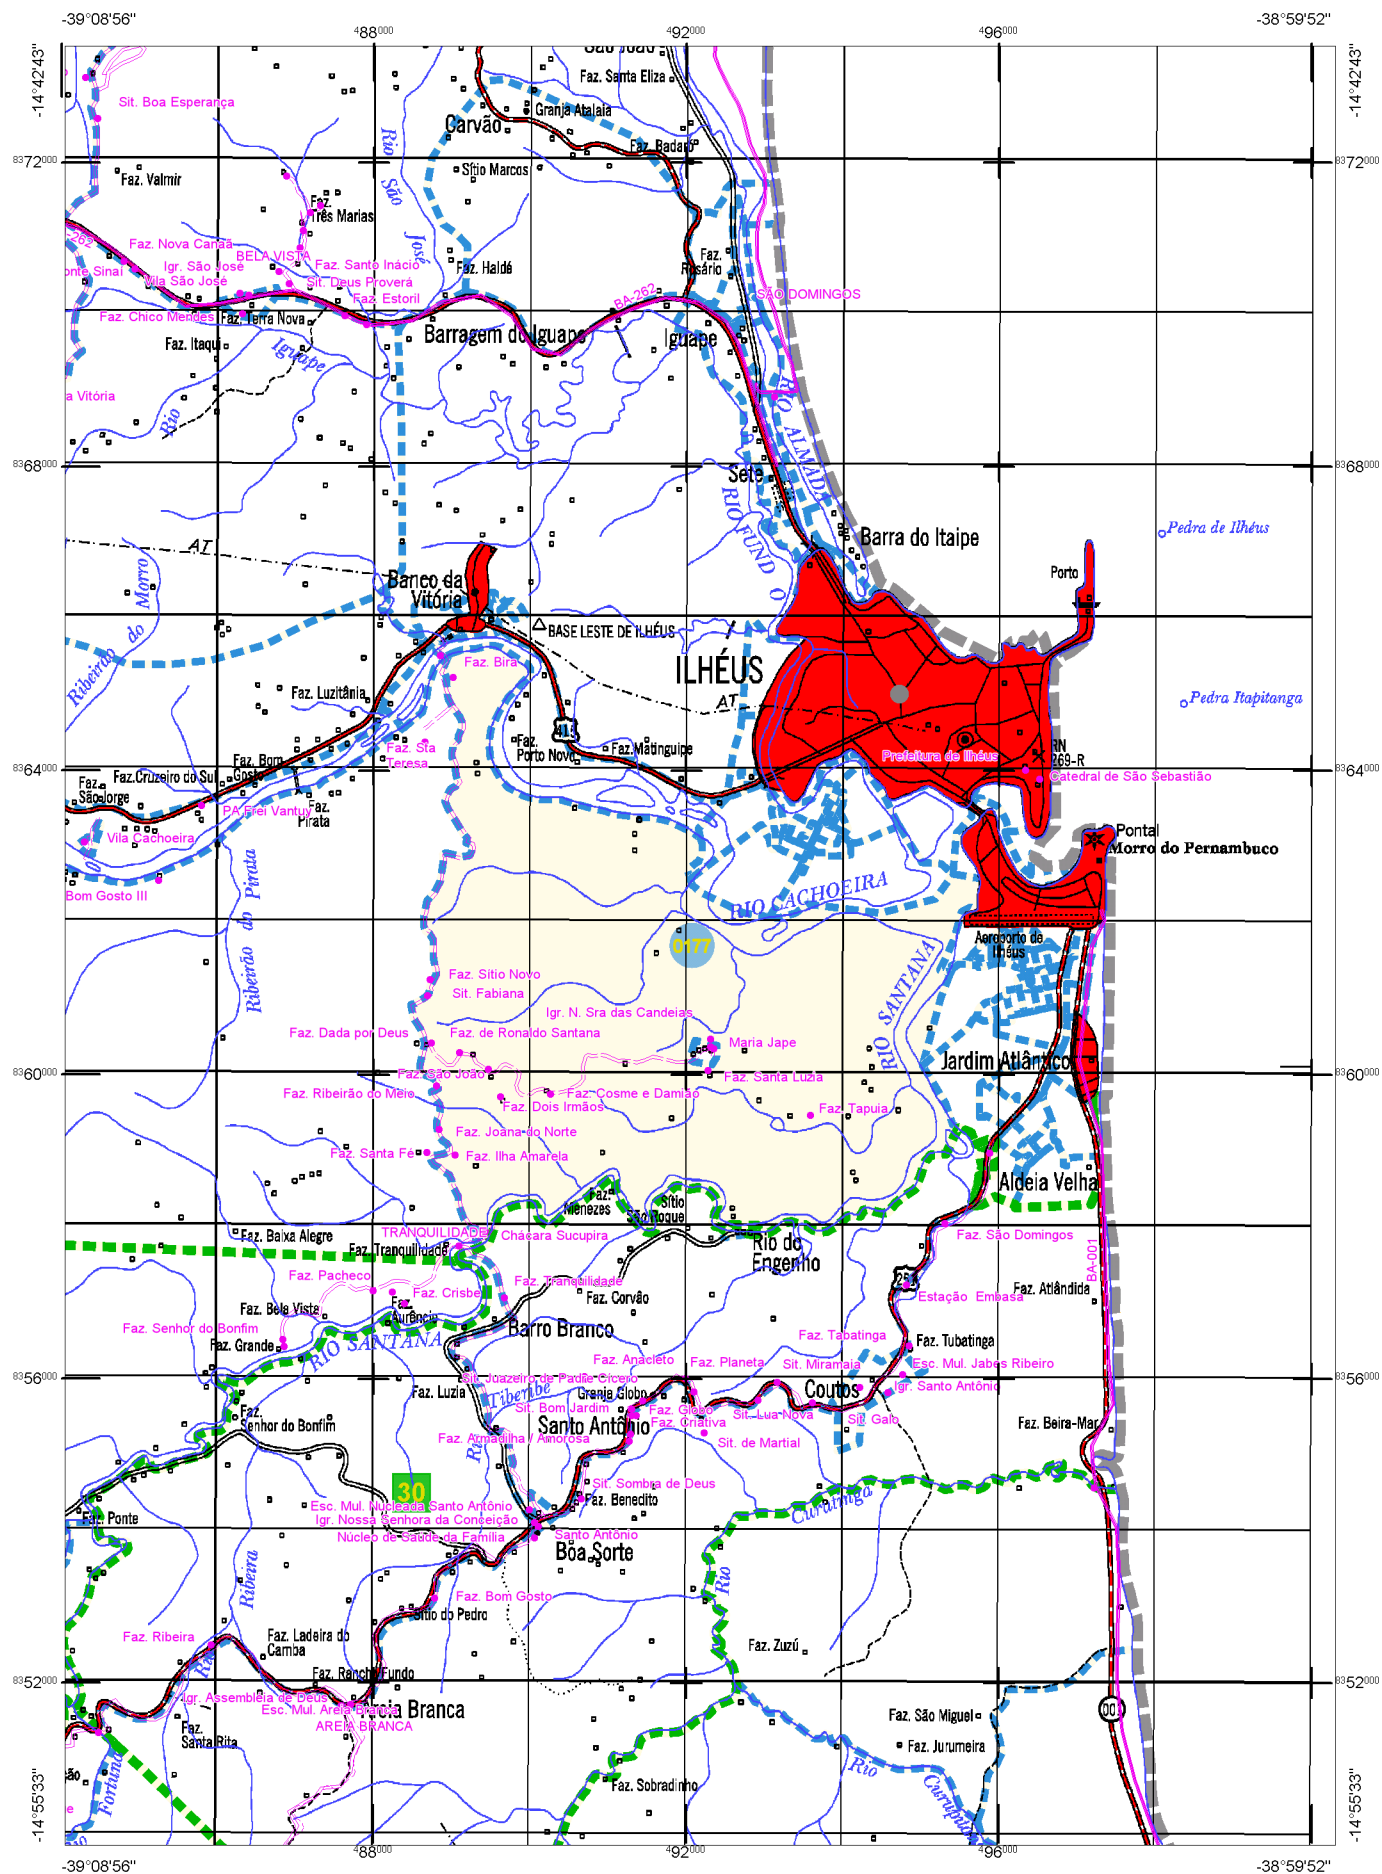 -39°08'56"
-38°59'52"
488000
492000
496000
-14°42'43"
-14°42'43"
São João
Faz. Santa Eliza
Sit. Boa Esperança
Granja Atalaia
Carvão
Rio
São
José
Faz. Badaró
8372000
8372000
Faz. Valmir
Sítio Marcos
Faz.
Três Marias
-262
Faz. Nova Canaã
BELA VISTA
Faz. Santo Inácio
Faz. Haldé
Faz.
Rosário
onte Sinai
Igr. São José
Vila São José
Sit. Deus Proverá
Faz. Estoril
BA-262
SÃO DOMINGOS
Faz. Chico Mendes
Faz. Terra Nova
Barragem do Iguape
Iguape
Faz. Itaqui
Iguape
Rio
a Vitória
RIO ALMADA
8368000
8368000
Sete
RIO FUNDO
Barra do Itaipe
Pedra de Ilhéus
AT
Porto
Banco da
Vitória
Ribeirão do Morro
BASE LESTE DE ILHÉUS
ILHÉUS
Faz. Bira
Faz. Luzitânia
AT
Pedra Itapitanga
415
Faz. Sta
Teresa
Faz.
Porto Novo
Faz. Matinguipe
Prefeitura de Ilhéus
RN
269-R
8364000
8364000
Catedral de São Sebastião
Faz. Bom
Gosto
Faz. Cruzeiro do Sul
Faz.
São Jorge
PA Frei Vantuy
Faz.
Pirata
Vila Cachoeira
Pontal
Morro do Pernambuco
Bom Gosto III
Ribeirão do Pirata
RIO CACHOEIRA
0177
Aeroporto de
Ilhéus
Faz. Sítio Novo
Sit. Fabiana
RIO SANTANA
Igr. N. Sra das Candeias
Faz. Dada por Deus
Faz. de Ronaldo Santana
Maria Jape
Jardim Atlântico
8360000
8360000
Faz. São João
Faz. Santa Luzia
Faz. Ribeirão do Meio
Faz. Cosme e Damião
Faz. Dois Irmãos
Faz. Tapuia
Faz. Joana do Norte
Faz. Santa Fé
Faz. Ilha Amarela
Aldeia Velha
Faz.
Menezes
Sítio
São Roque
Faz. Baixa Alegre
TRANQUILIDADE
Chácara Sucupira
Faz. Tranquilidade
Rio do
Engenho
Faz. São Domingos
BA-001
Faz. Pacheco
Faz. Crisbe
Faz. Tranquilidade
Faz. Corvão
251
Estação Embasa
Faz. Atlândida
Faz. Bela Vista
Faz.
Aurêncio
Faz. Senhor do Bonfim
Barro Branco
Faz. Tabatinga
Faz. Tubatinga
Faz. Grande
RIO SANTANA
Faz. Anacleto
Faz. Planeta
Sit. Miramaia
Esc. Mul. Jabes Ribeiro
8356000
8356000
Sit. Juazeiro de Padre Cícero
Faz. Luzia
Tiberibe
Granja Globo
Coutos
Igr. Santo Antônio
Sit. Bom Jardim
Faz. Globo
Sit. Lua Nova
Sit. Galo
Faz.
Senhor do Bonfim
Santo Antônio
Faz. Criativa
Faz. Beira-Mar
Faz. Armadilha / Amorosa
Rio
Sit. de Martial
Sit. Sombra de Deus
30
Faz. Benedito
Esc. Mul. Nucleada Santo Antônio
Igr. Nossa Senhora da Conceição
Núcleo de Saúde da Família
Santo Antônio
Boa Sorte
Curutinga
Rio
Faz. Ponte
Ribeira
Faz. Bom Gosto
Sítio do Pedro
Faz. Ribeira
Faz. Ladeira do
Camba
Faz. Zuzú
Rio
Faz. Rancho Fundo
8352000
8352000
Igr. Assembleia de Deus
Esc. Mul. Areia Branca
Areia Branca
AREIA BRANCA
Faz. São Miguel
001
Faz.
Santa Rita
Faz. Jurumeira
Rio
Fortuna
Faz. Sobradinho
-14°55'33"
-14°55'33"
488000
492000
496000
-39°08'56"
-38°59'52"